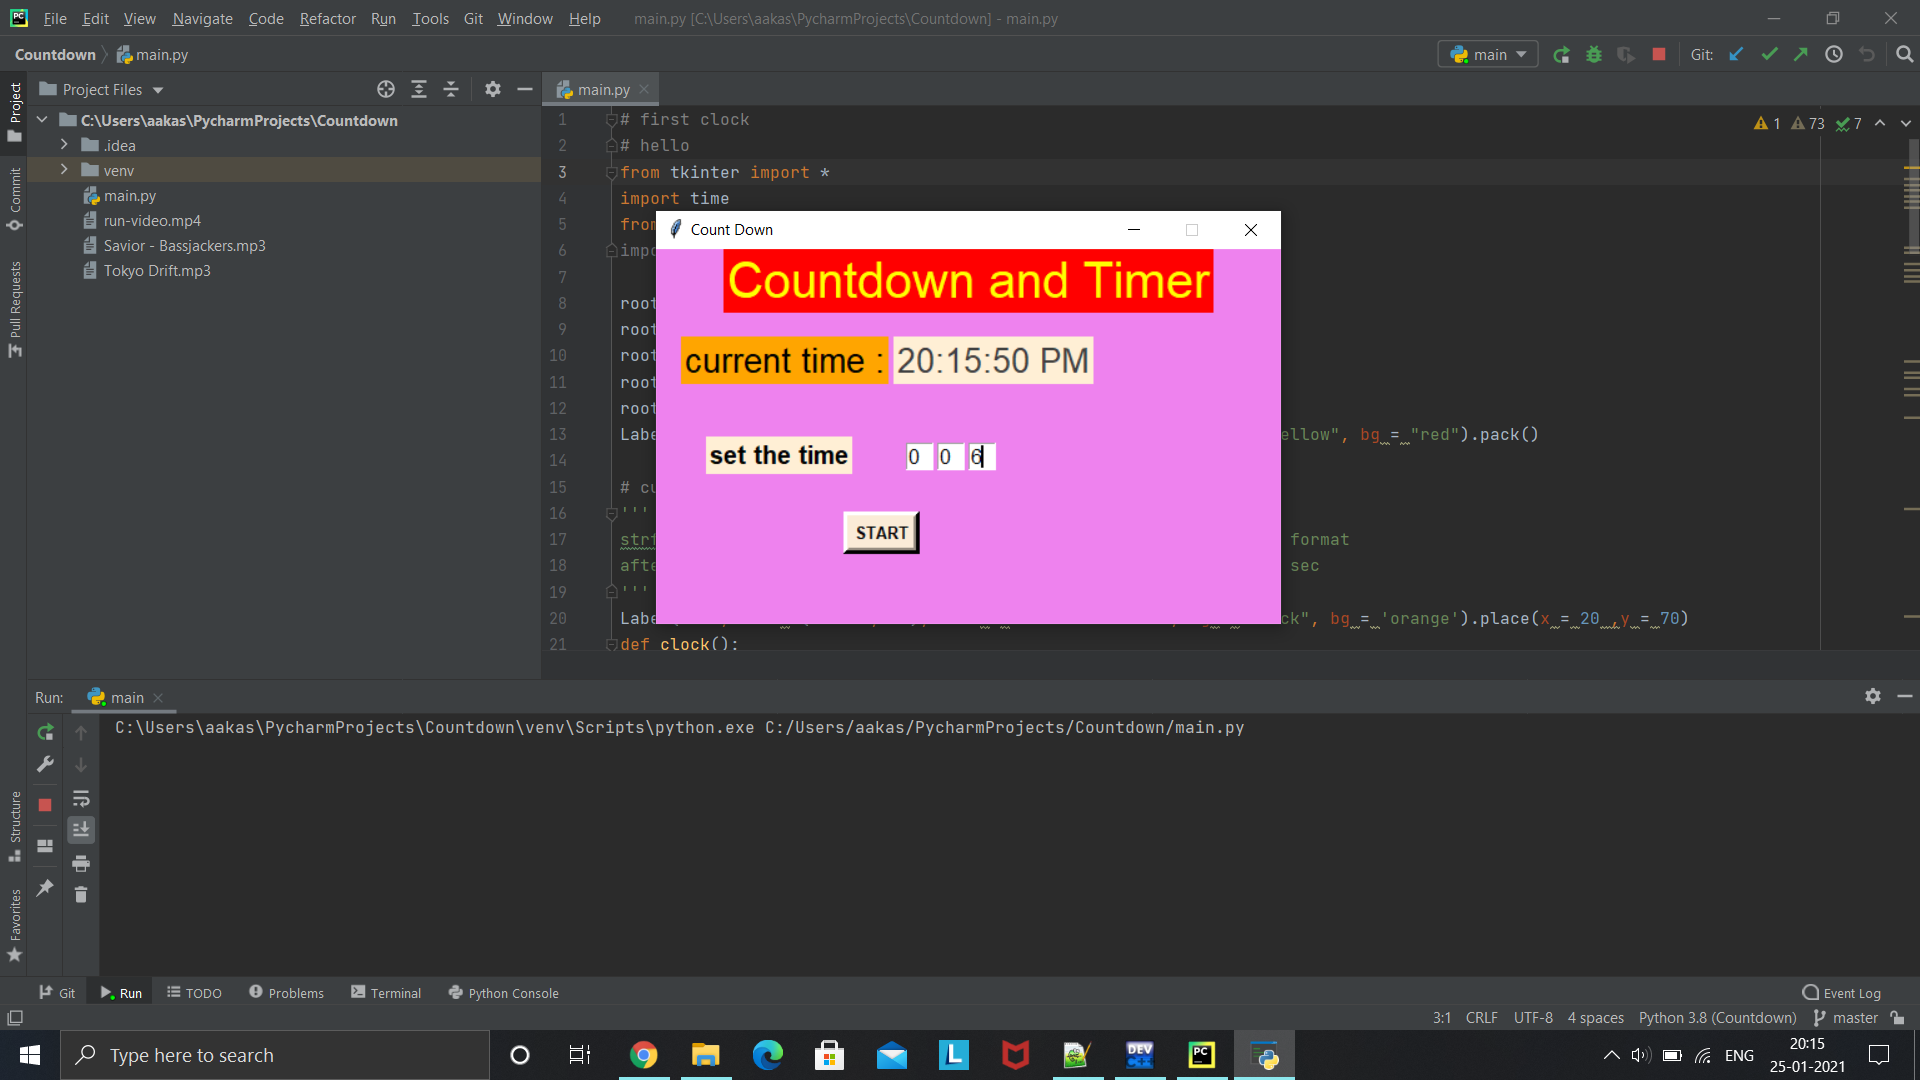 File Edit View Navigate Code Refactor Run Tools Git Window Help main.py [C:\Users\aakas\PycharmProjects\Countdown] - main.py
Countdown main.py
main Git:
Project Files
main.py
Project
Commit
Pull Requests
C:\Users\aakas\PycharmProjects\Countdown
.idea
venv
main.py
run-video.mp4
Savior - Bassjackers.mp3
Tokyo Drift.mp3
1 73 7
1 # first clock
2 # hello
3 from tkinter import *
4 import time
5 from
6 impo
7
8 root
9 root
10 root
11 root
12 root
13 Labe ellow", bg = "red").pack()
14
15 # cu
16 '''
17 strf format
18 afte sec
19 '''
20 Labe ck", bg = 'orange').place(x = 20 ,y = 70)
21 def clock():
Count Down
Countdown and Timer
current time : 20:15:50 PM
set the time 0 0 6
START
Run: main
C:\Users\aakas\PycharmProjects\Countdown\venv\Scripts\python.exe C:/Users/aakas/PycharmProjects/Countdown/main.py
Structure
Favorites
Git Run TODO Problems Terminal Python Console Event Log
3:1 CRLF UTF-8 4 spaces Python 3.8 (Countdown) master
Type here to search
L
DEV C++
PC
ENG
20:15
25-01-2021